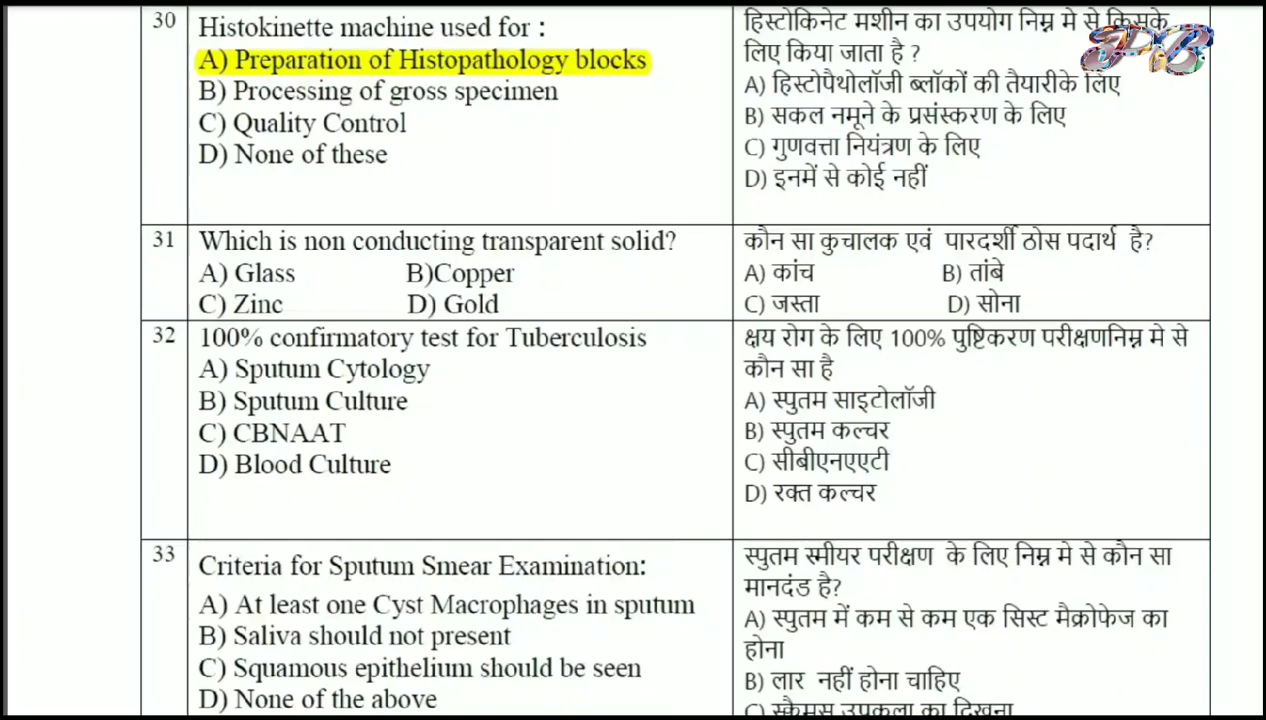 30
Histokinette machine used for :
A) Preparation of Histopathology blocks
B) Processing of gross specimen
C) Quality Control
D) None of these
हिस्टोकिनेट मशीन का उपयोग निम्न मे से किसके
लिए किया जाता है ?
A) हिस्टोपैथोलॉजी ब्लॉकों की तैयारीके लिए
B) सकल नमूने के प्रसंस्करण के लिए
C) गुणवत्ता नियंत्रण के लिए
D) इनमें से कोई नहीं
31
Which is non conducting transparent solid?
A) Glass B)Copper
C) Zinc D) Gold
कौन सा कुचालक एवं पारदर्शी ठोस पदार्थ है?
A) कांच B) तांबे
C) जस्ता D) सोना
32
100% confirmatory test for Tuberculosis
A) Sputum Cytology
B) Sputum Culture
C) CBNAAT
D) Blood Culture
क्षय रोग के लिए 100% पुष्टिकरण परीक्षणनिम्न मे से
कौन सा है
A) स्पुतम साइटोलॉजी
B) स्पुतम कल्चर
C) सीबीएनएएटी
D) रक्त कल्चर
33
Criteria for Sputum Smear Examination:
A) At least one Cyst Macrophages in sputum
B) Saliva should not present
C) Squamous epithelium should be seen
D) None of the above
स्पुतम स्मीयर परीक्षण के लिए निम्न मे से कौन सा
मानदंड है?
A) स्पुतम में कम से कम एक सिस्ट मैक्रोफेज का
होना
B) लार नहीं होना चाहिए
C) स्कैमस उपकला का दिखना